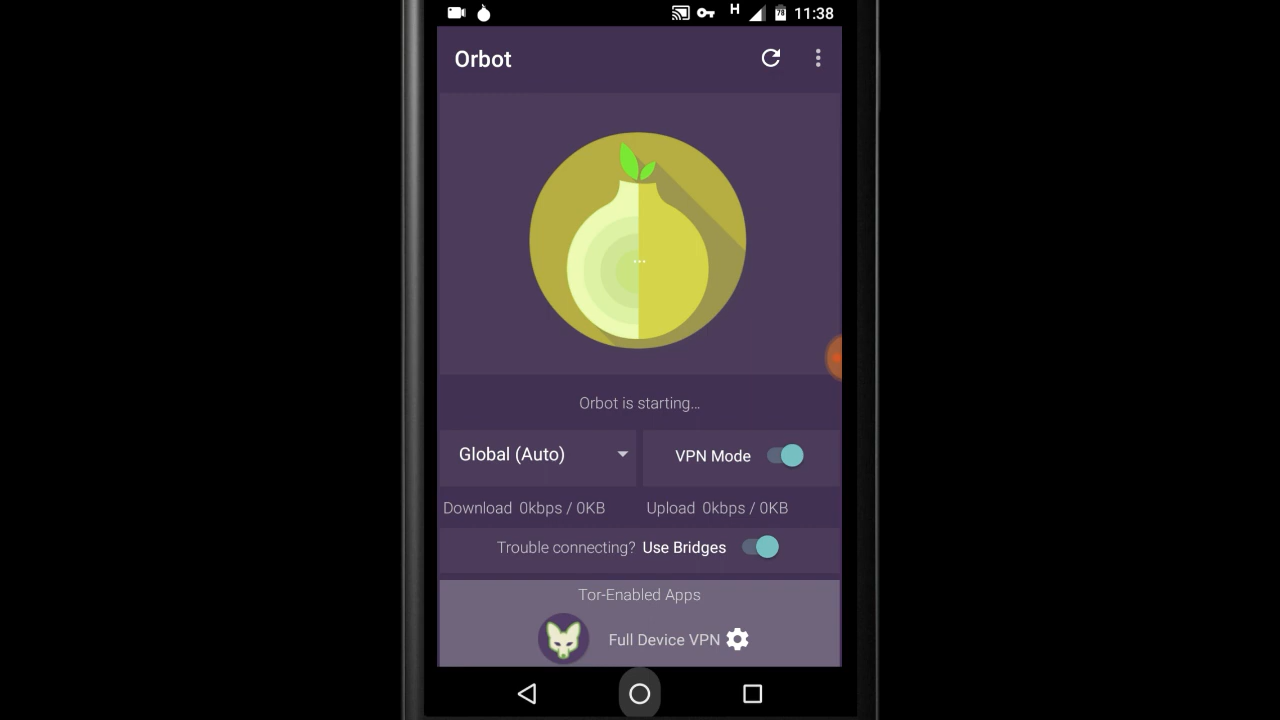 H 78 11:38
Orbot
...
Orbot is starting…
Global (Auto) VPN Mode
Download 0kbps / 0KB Upload 0kbps / 0KB
Trouble connecting? Use Bridges
Tor-Enabled Apps
Full Device VPN